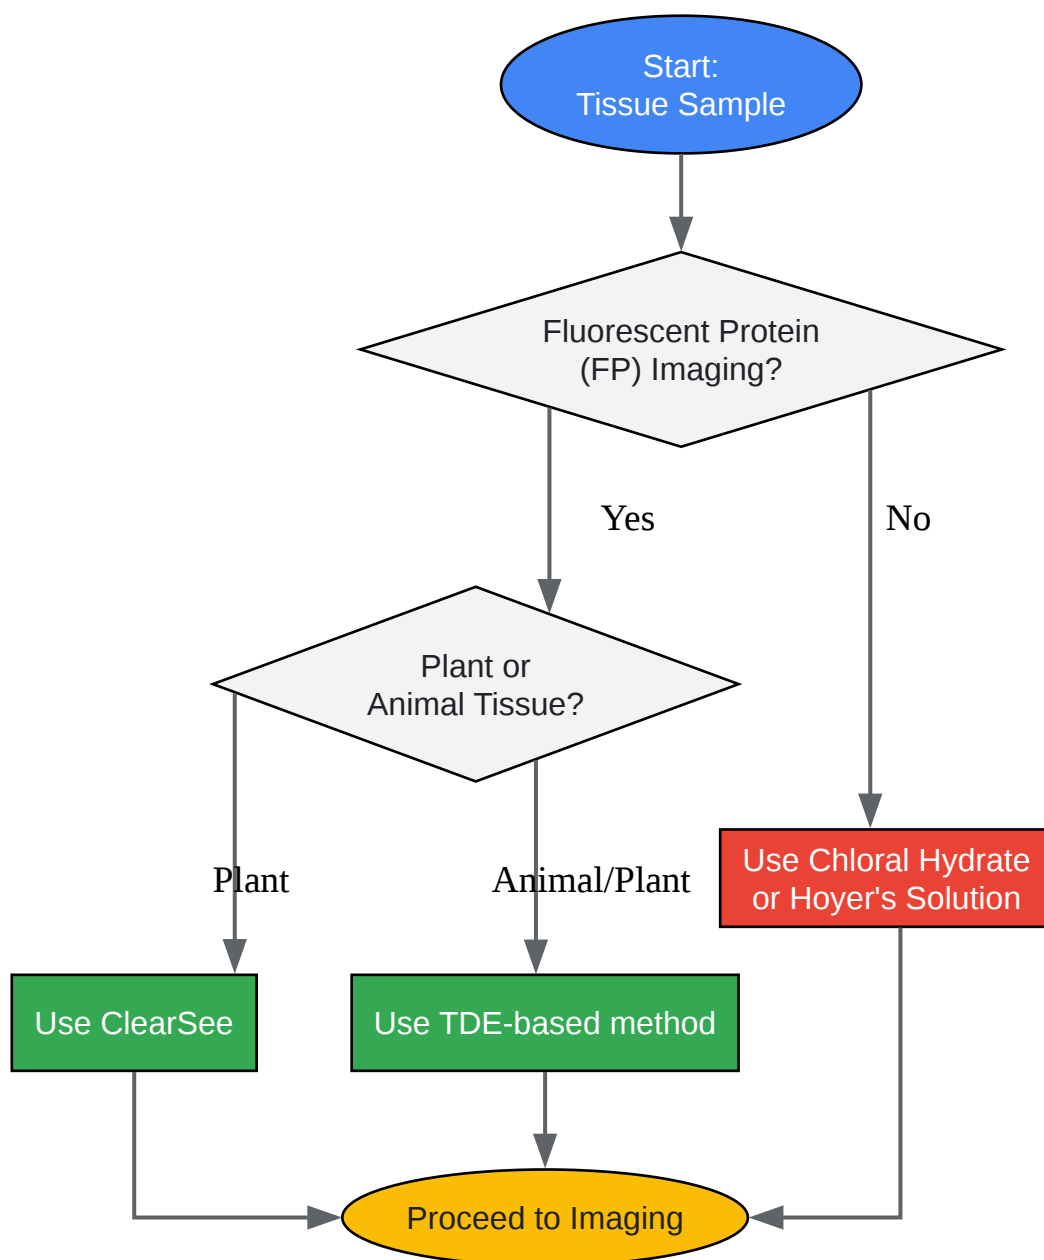 Start:
Tissue Sample
Fluorescent Protein
(FP) Imaging?
Yes
No
Plant or
Animal Tissue?
Plant
Animal/Plant
Use Chloral Hydrate
or Hoyer's Solution
Use ClearSee
Use TDE-based method
Proceed to Imaging